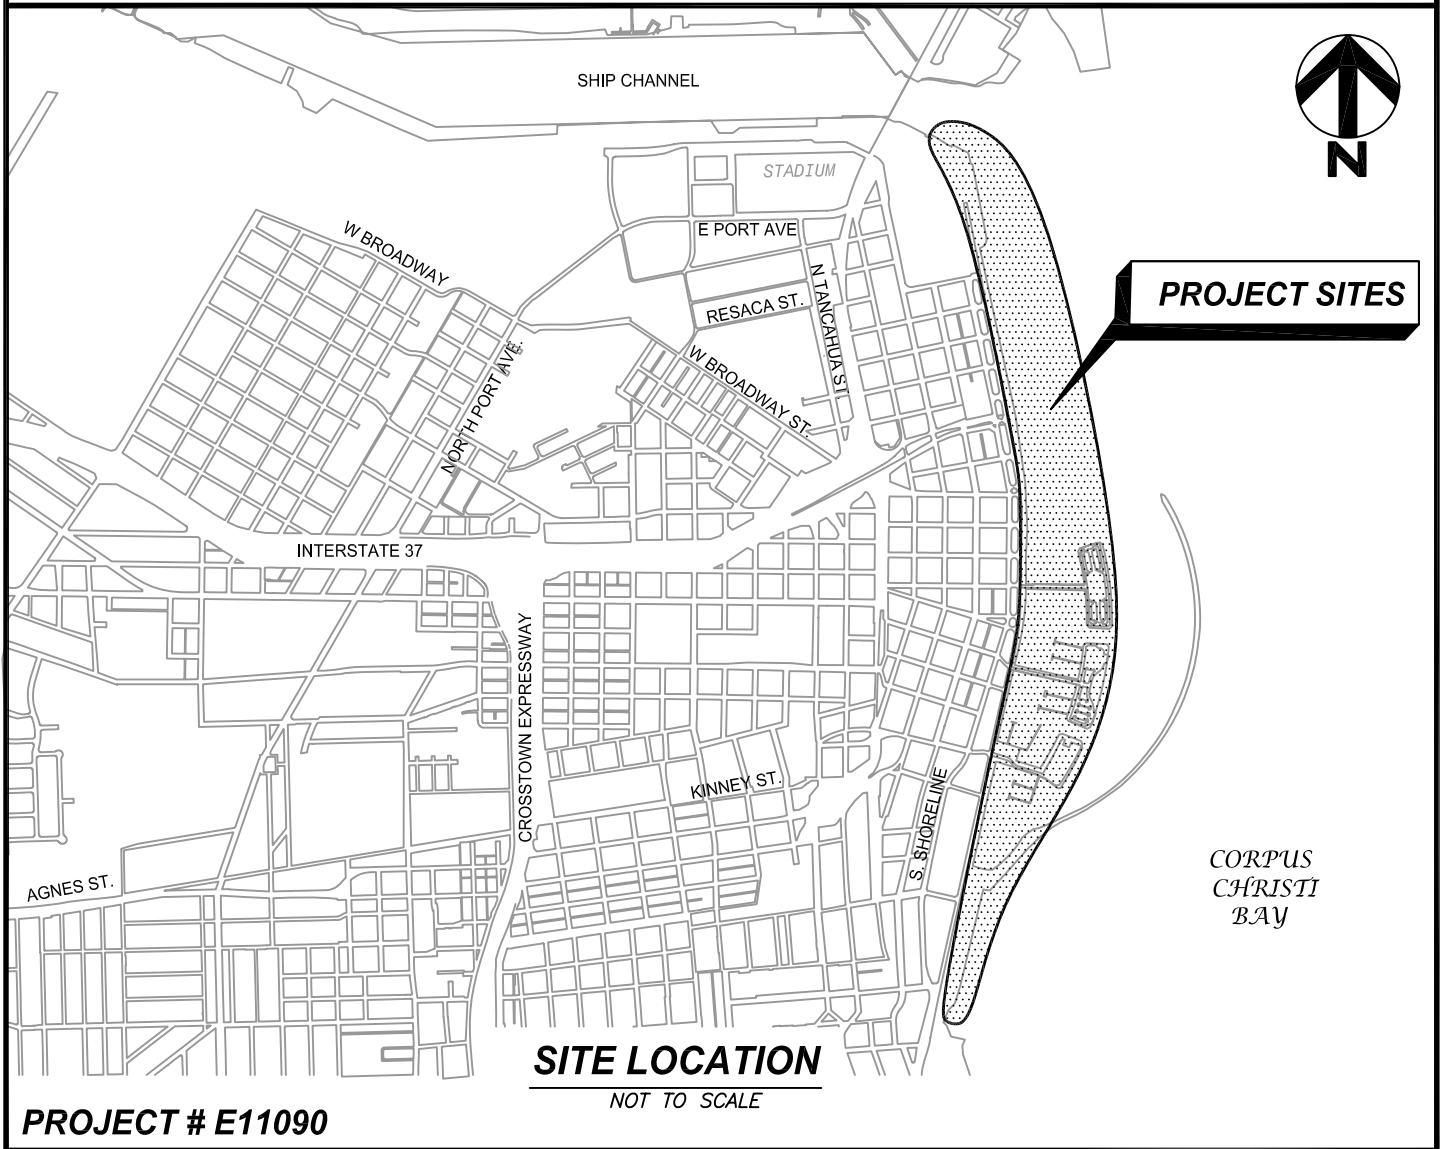 SHIP CHANNEL
N
STADIUM
W BROADWAY
E PORT AVE
N TANCAHUA ST
PROJECT SITES
RESACA ST.
NORTH PORT AVE.
W BROADWAY ST.
INTERSTATE 37
CROSSTOWN EXPRESSWAY
KINNEY ST.
S. SHORELINE
AGNES ST.
CORPUS
CHRISTI
BAY
SITE LOCATION
NOT TO SCALE
PROJECT # E11090